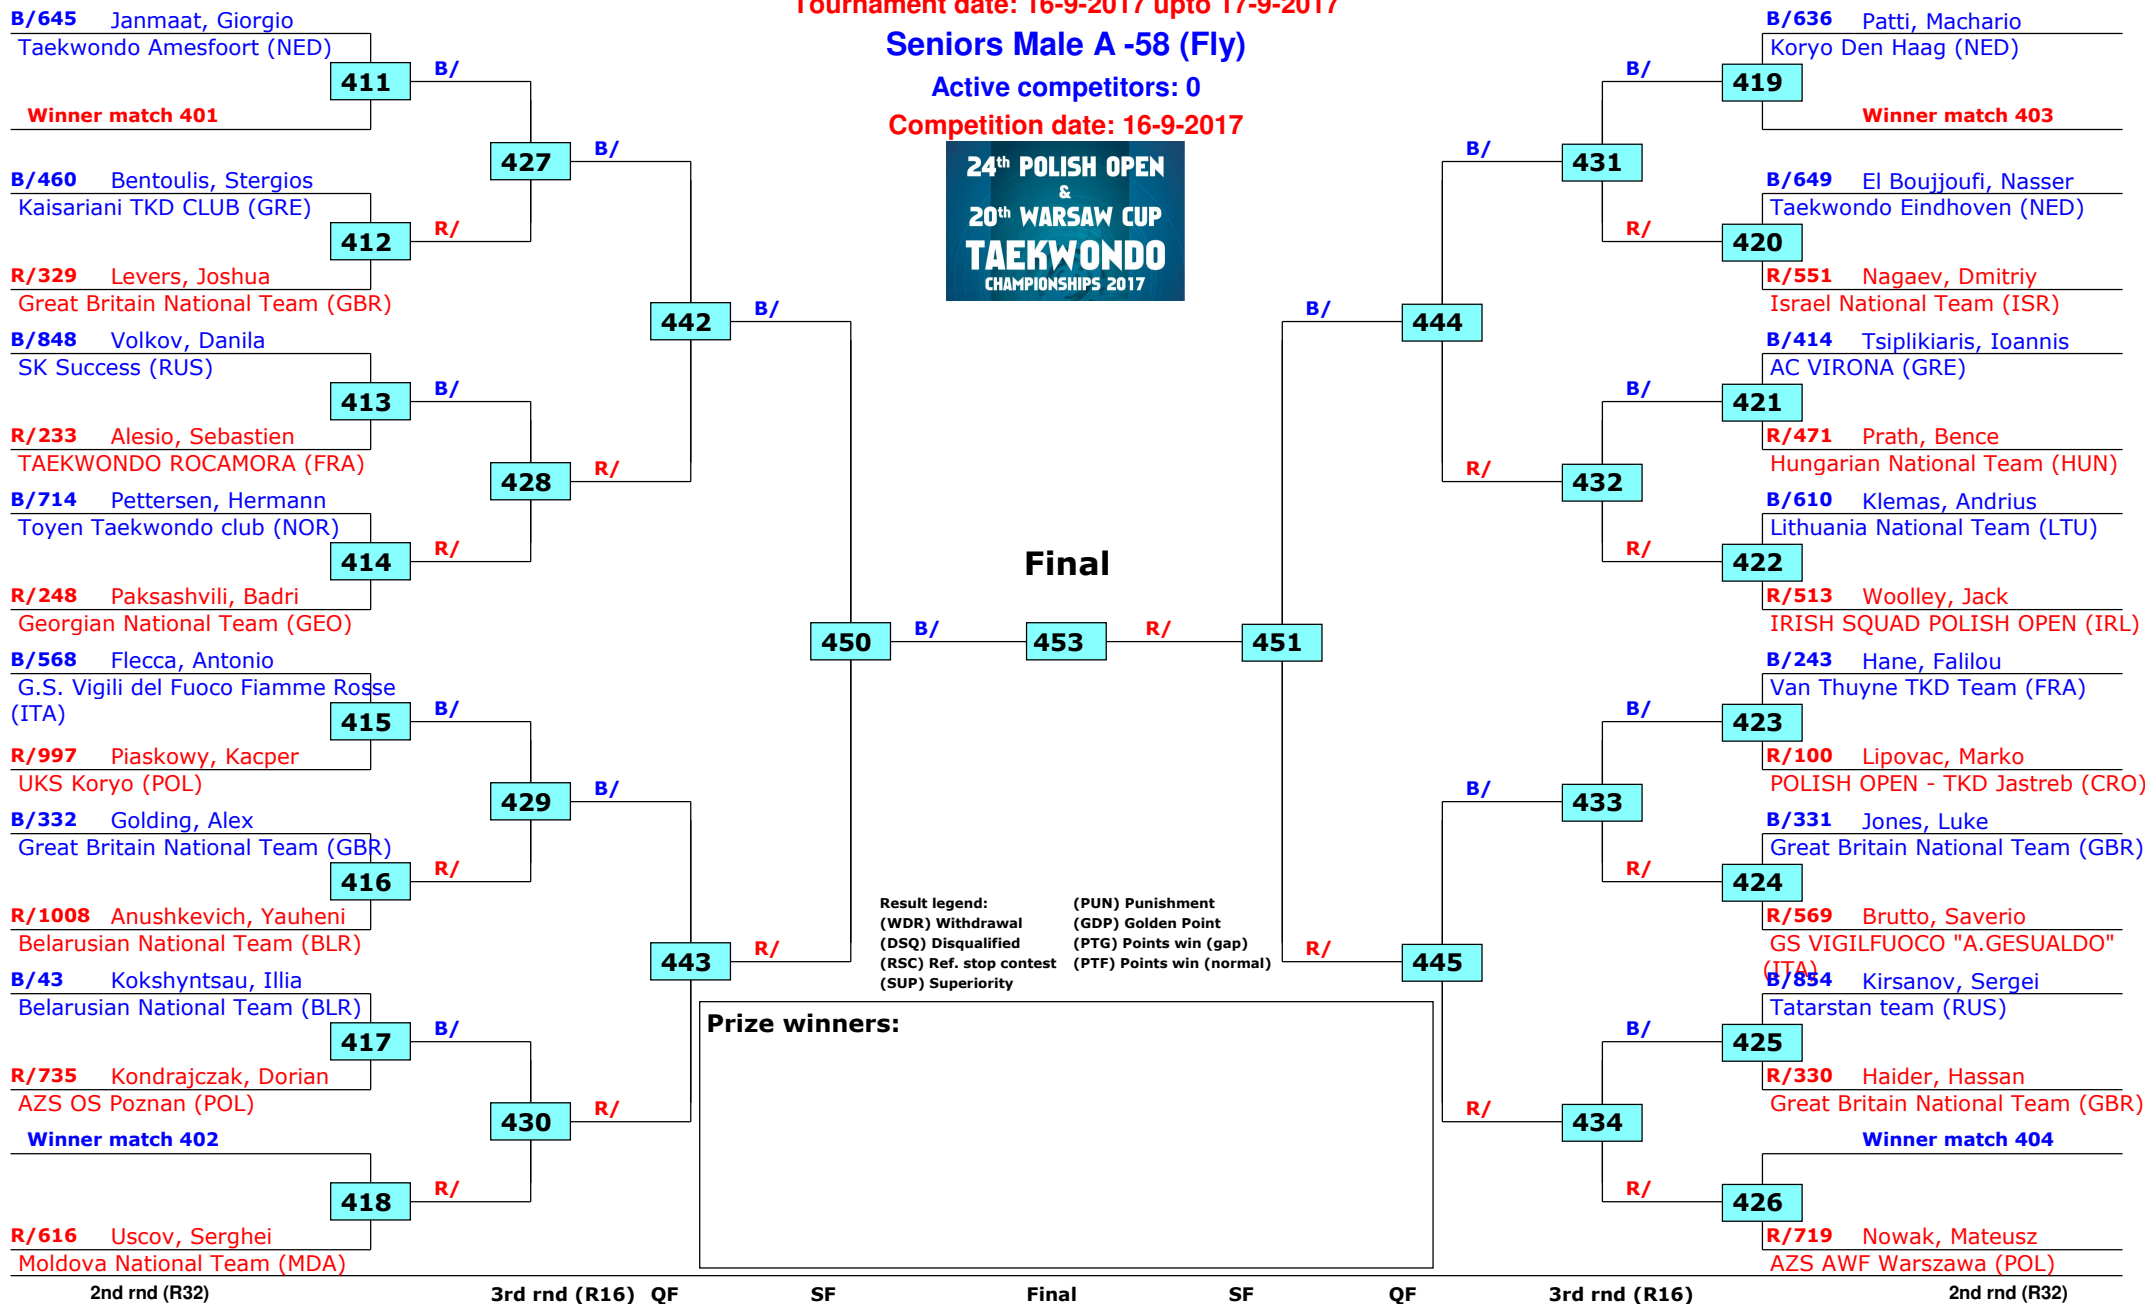 Tournament date: 16-9-2017 upto 17-9-2017
Seniors Male A -58 (Fly)
Active competitors: 0
Competition date: 16-9-2017
24th POLISH OPEN
&
20th WARSAW CUP
TAEKWONDO
CHAMPIONSHIPS 2017
B/645 Janmaat, Giorgio
Taekwondo Amesfoort (NED)
411
Winner match 401
B/460 Bentoulis, Stergios
Kaisariani TKD CLUB (GRE)
412
R/329 Levers, Joshua
Great Britain National Team (GBR)
B/848 Volkov, Danila
SK Success (RUS)
413
R/233 Alesio, Sebastien
TAEKWONDO ROCAMORA (FRA)
B/714 Pettersen, Hermann
Toyen Taekwondo club (NOR)
414
R/248 Paksashvili, Badri
Georgian National Team (GEO)
B/568 Flecca, Antonio
G.S. Vigili del Fuoco Fiamme Rosse
(ITA)
415
R/997 Piaskowy, Kacper
UKS Koryo (POL)
B/332 Golding, Alex
Great Britain National Team (GBR)
416
R/1008 Anushkevich, Yauheni
Belarusian National Team (BLR)
B/43 Kokshyntsau, Illia
Belarusian National Team (BLR)
417
R/735 Kondrajczak, Dorian
AZS OS Poznan (POL)
Winner match 402
418
R/616 Uscov, Serghei
Moldova National Team (MDA)
B/
427
R/
B/
428
R/
B/
429
R/
B/
430
R/
B/
442
R/
B/
443
R/
B/
450
R/
Final
B/ 453 R/
B/
451
R/
B/
444
R/
B/
445
R/
B/
431
R/
B/
432
R/
B/
433
R/
B/
434
R/
B/636 Patti, Machario
Koryo Den Haag (NED)
419
Winner match 403
B/649 El Boujjoufi, Nasser
Taekwondo Eindhoven (NED)
420
R/551 Nagaev, Dmitriy
Israel National Team (ISR)
B/414 Tsiplikiaris, Ioannis
AC VIRONA (GRE)
421
R/471 Prath, Bence
Hungarian National Team (HUN)
B/610 Klemas, Andrius
Lithuania National Team (LTU)
422
R/513 Woolley, Jack
IRISH SQUAD POLISH OPEN (IRL)
B/243 Hane, Falilou
Van Thuyne TKD Team (FRA)
423
R/100 Lipovac, Marko
POLISH OPEN - TKD Jastreb (CRO)
B/331 Jones, Luke
Great Britain National Team (GBR)
424
R/569 Brutto, Saverio
GS VIGILFUOCO "A.GESUALDO"
(ITA)
B/854 Kirsanov, Sergei
Tatarstan team (RUS)
425
R/330 Haider, Hassan
Great Britain National Team (GBR)
Winner match 404
426
R/719 Nowak, Mateusz
AZS AWF Warszawa (POL)
Result legend: (PUN) Punishment
(WDR) Withdrawal (GDP) Golden Point
(DSQ) Disqualified (PTG) Points win (gap)
(RSC) Ref. stop contest (PTF) Points win (normal)
(SUP) Superiority
Prize winners:
2nd rnd (R32) 3rd rnd (R16) QF SF Final SF QF 3rd rnd (R16) 2nd rnd (R32)